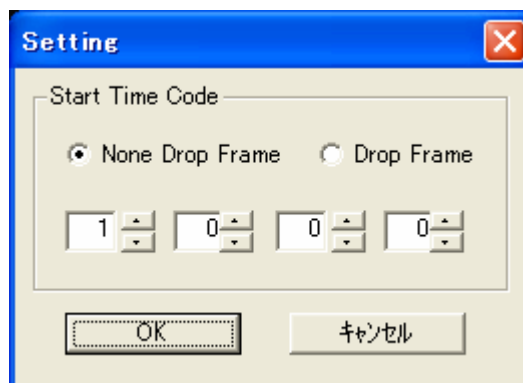 Setting
Start Time Code
None Drop Frame Drop Frame
1 0 0 0
OK キャンセル